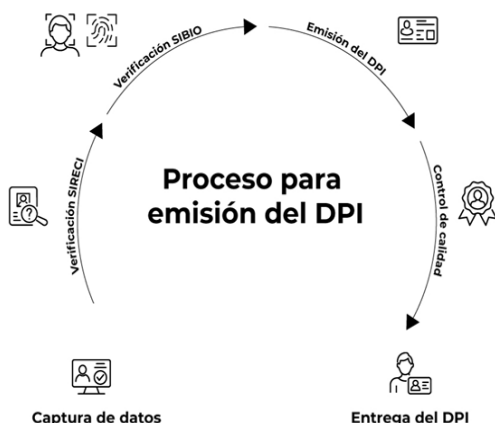 Proceso para
emisión del DPI
Captura de datos
Verificación SIRECI
Verificación SIBIO
Emisión del DPI
Control de calidad
Entrega del DPI